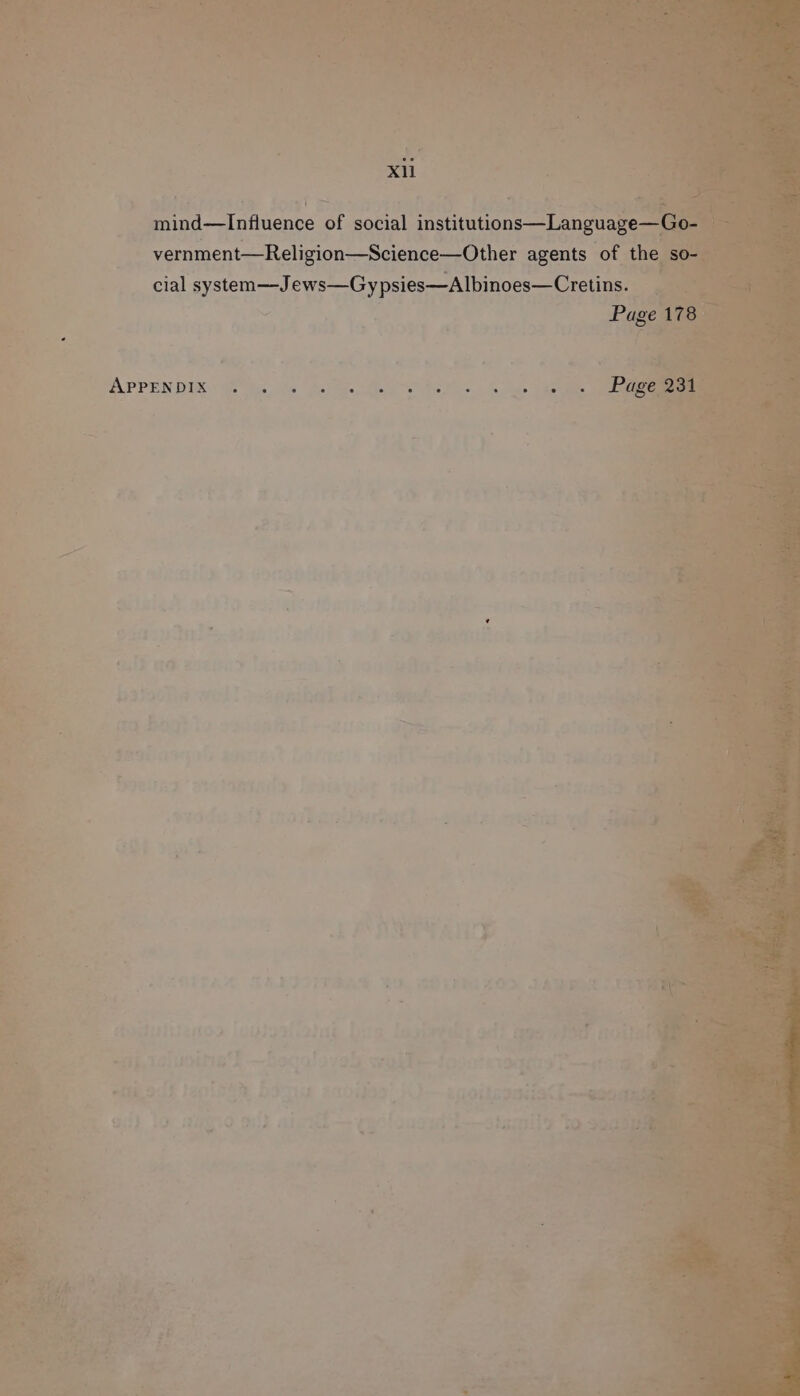 xii
mind—Influence of social institutions—Language—Go-
vernment—Religion—Science—Other agents of the so-
cial system—Jews—Gypsies—Albinoes—Cretins.
Page 178
APPENDIX . . . . . . . . . . . . . Page 231